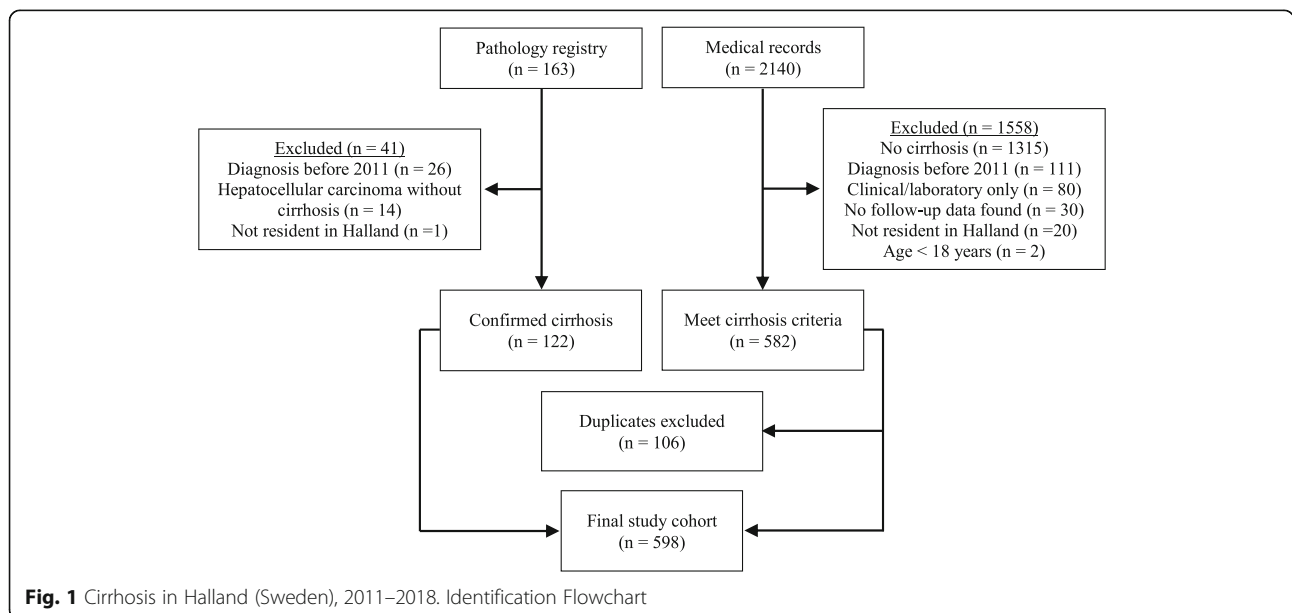 Pathology registry
(n = 163)
Medical records
(n = 2140)
Excluded (n = 41)
Diagnosis before 2011 (n = 26)
Hepatocellular carcinoma without
cirrhosis (n = 14)
Not resident in Halland (n =1)
Excluded (n = 1558)
No cirrhosis (n = 1315)
Diagnosis before 2011 (n = 111)
Clinical/laboratory only (n = 80)
No follow-up data found (n = 30)
Not resident in Halland (n =20)
Age < 18 years (n = 2)
Confirmed cirrhosis
(n = 122)
Meet cirrhosis criteria
(n = 582)
Duplicates excluded
(n = 106)
Final study cohort
(n = 598)
Fig. 1 Cirrhosis in Halland (Sweden), 2011–2018. Identification Flowchart